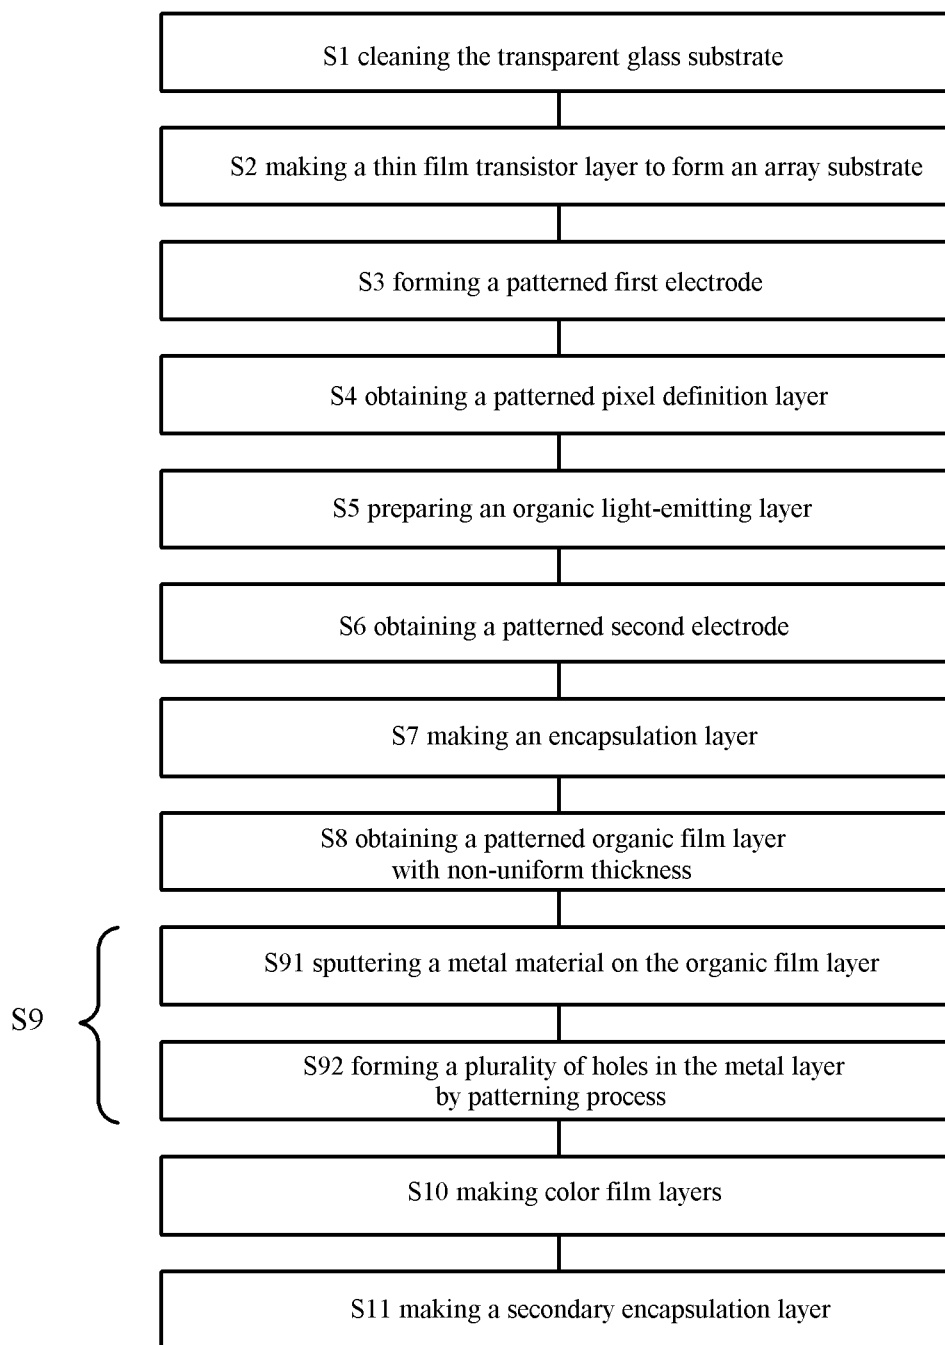 S1 cleaning the transparent glass substrate
S2 making a thin film transistor layer to form an array substrate
S3 forming a patterned first electrode
S4 obtaining a patterned pixel definition layer
S5 preparing an organic light-emitting layer
S6 obtaining a patterned second electrode
S7 making an encapsulation layer
S8 obtaining a patterned organic film layer
with non-uniform thickness
S9
S91 sputtering a metal material on the organic film layer
S92 forming a plurality of holes in the metal layer
by patterning process
S10 making color film layers
S11 making a secondary encapsulation layer